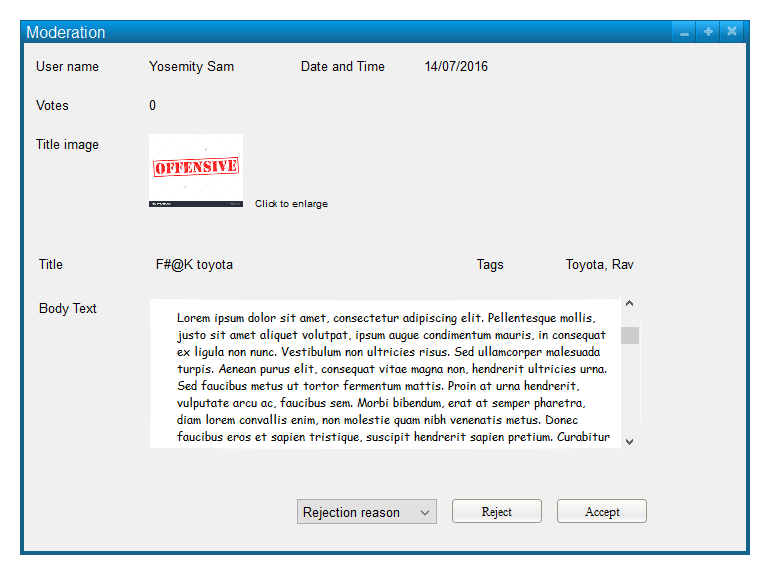 Moderation
User name Yosemity Sam Date and Time 14/07/2016
Votes 0
Title image
OFFENSIVE
Click to enlarge
Title F#@K toyota Tags Toyota, Rav
Body Text
Lorem ipsum dolor sit amet, consectetur adipiscing elit. Pellentesque mollis,
justo sit amet aliquet volutpat, ipsum augue condimentum mauris, in consequat
ex ligula non nunc. Vestibulum non ultricies risus. Sed ullamcorper malesuada
turpis. Aenean purus elit, consequat vitae magna non, hendrerit ultricies urna.
Sed faucibus metus ut tortor fermentum mattis. Proin at urna hendrerit,
vulputate arcu ac, faucibus sem. Morbi bibendum, erat at semper pharetra,
diam lorem convallis enim, non molestie quam nibh venenatis metus. Donec
faucibus eros et sapien tristique, suscipit hendrerit sapien pretium. Curabitur
Rejection reason Reject Accept